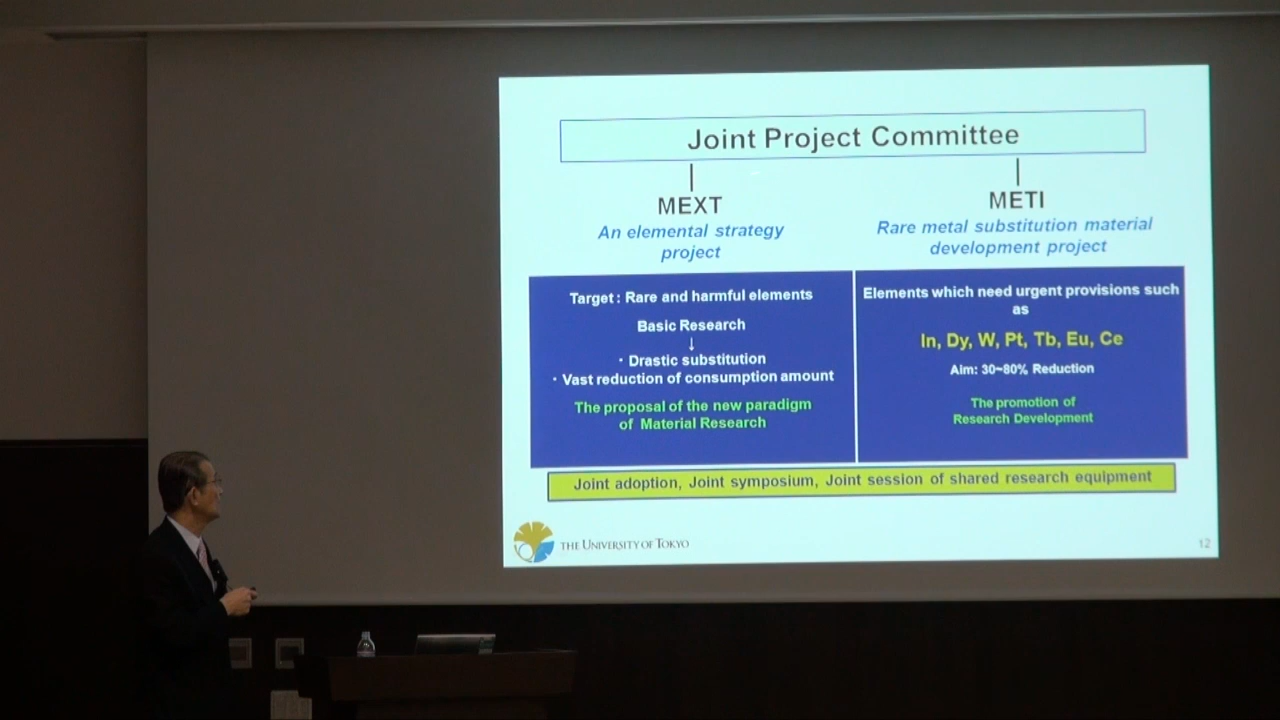 Joint Project Committee
MEXT
An elemental strategy
project
METI
Rare metal substitution material
development project
Target : Rare and harmful elements
Basic Research
↓
・Drastic substitution
・Vast reduction of consumption amount
The proposal of the new paradigm
of Material Research
Elements which need urgent provisions such
as
In, Dy, W, Pt, Tb, Eu, Ce
Aim: 30~80% Reduction
The promotion of
Research Development
Joint adoption, Joint symposium, Joint session of shared research equipment
THE UNIVERSITY OF TOKYO
12